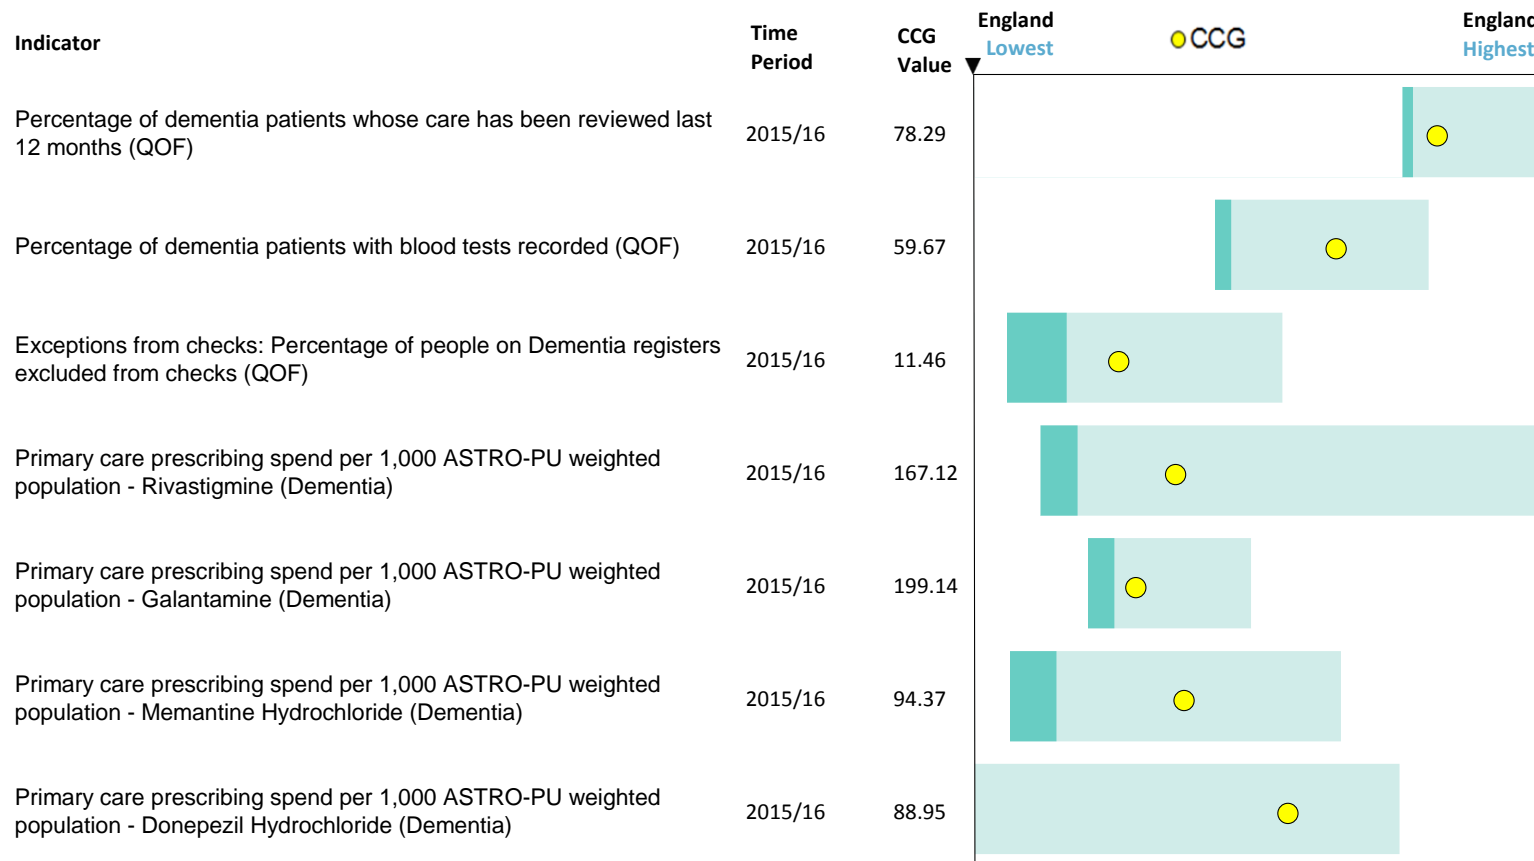 Indicator
Time
Period
CCG
Value
England
Lowest
CCG
England
Highest
Percentage of dementia patients whose care has been reviewed last
12 months (QOF)
2015/16
78.29
Percentage of dementia patients with blood tests recorded (QOF)
2015/16
59.67
Exceptions from checks: Percentage of people on Dementia registers
excluded from checks (QOF)
2015/16
11.46
Primary care prescribing spend per 1,000 ASTRO-PU weighted
population - Rivastigmine (Dementia)
2015/16
167.12
Primary care prescribing spend per 1,000 ASTRO-PU weighted
population - Galantamine (Dementia)
2015/16
199.14
Primary care prescribing spend per 1,000 ASTRO-PU weighted
population - Memantine Hydrochloride (Dementia)
2015/16
94.37
Primary care prescribing spend per 1,000 ASTRO-PU weighted
population - Donepezil Hydrochloride (Dementia)
2015/16
88.95